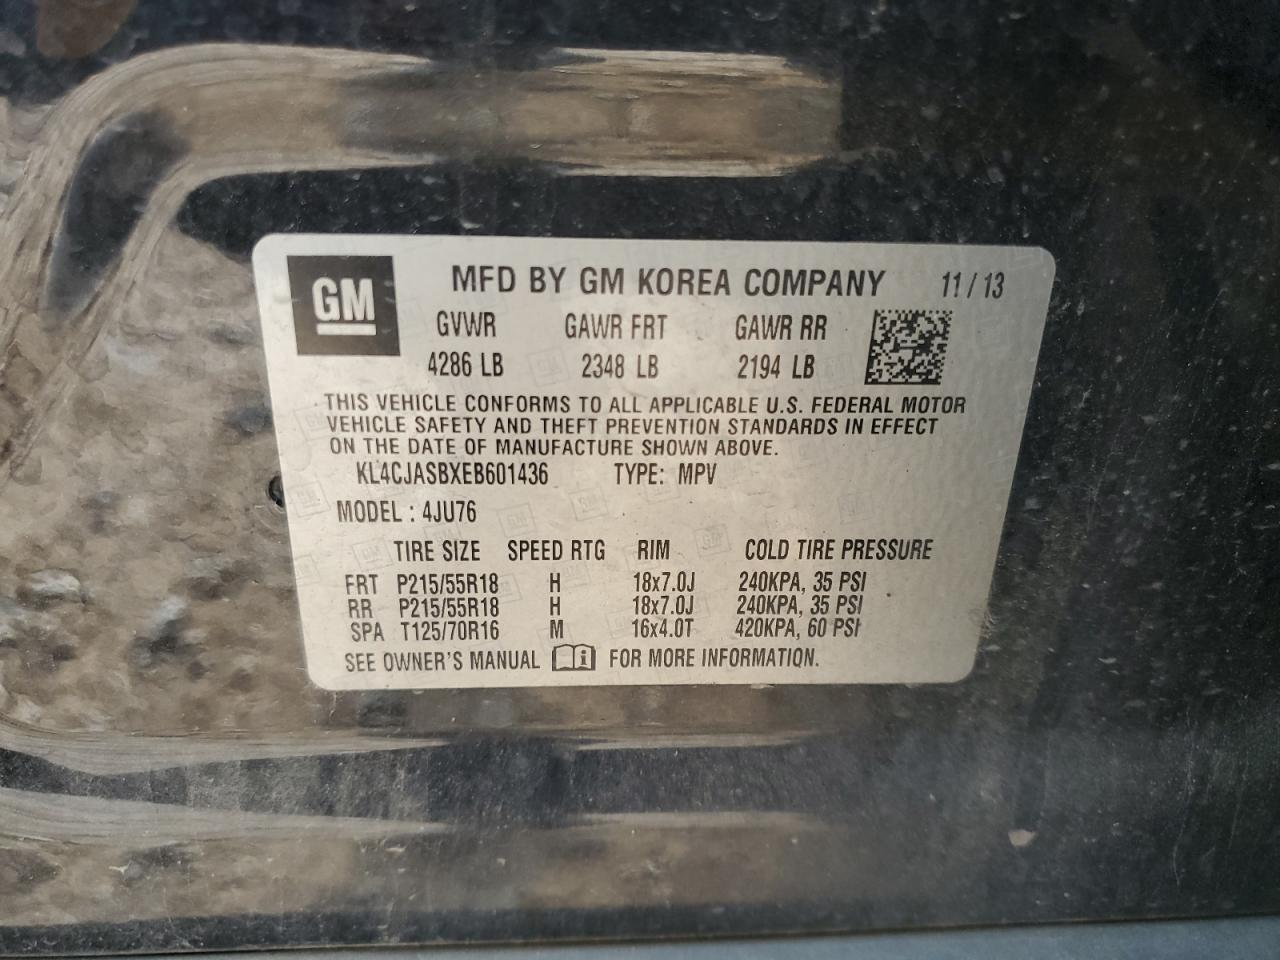 GM
MFD BY GM KOREA COMPANY 11 / 13
GVWR GAWR FRT GAWR RR
4286 LB 2348 LB 2194 LB
THIS VEHICLE CONFORMS TO ALL APPLICABLE U.S. FEDERAL MOTOR
VEHICLE SAFETY AND THEFT PREVENTION STANDARDS IN EFFECT
ON THE DATE OF MANUFACTURE SHOWN ABOVE.
KL4CJASBXEB601436 TYPE: MPV
MODEL : 4JU76
TIRE SIZE SPEED RTG RIM COLD TIRE PRESSURE
FRT P215/55R18 H 18x7.0J 240KPA, 35 PSI
RR P215/55R18 H 18x7.0J 240KPA, 35 PSI
SPA T125/70R16 M 16x4.0T 420KPA, 60 PSI
SEE OWNER'S MANUAL i FOR MORE INFORMATION.